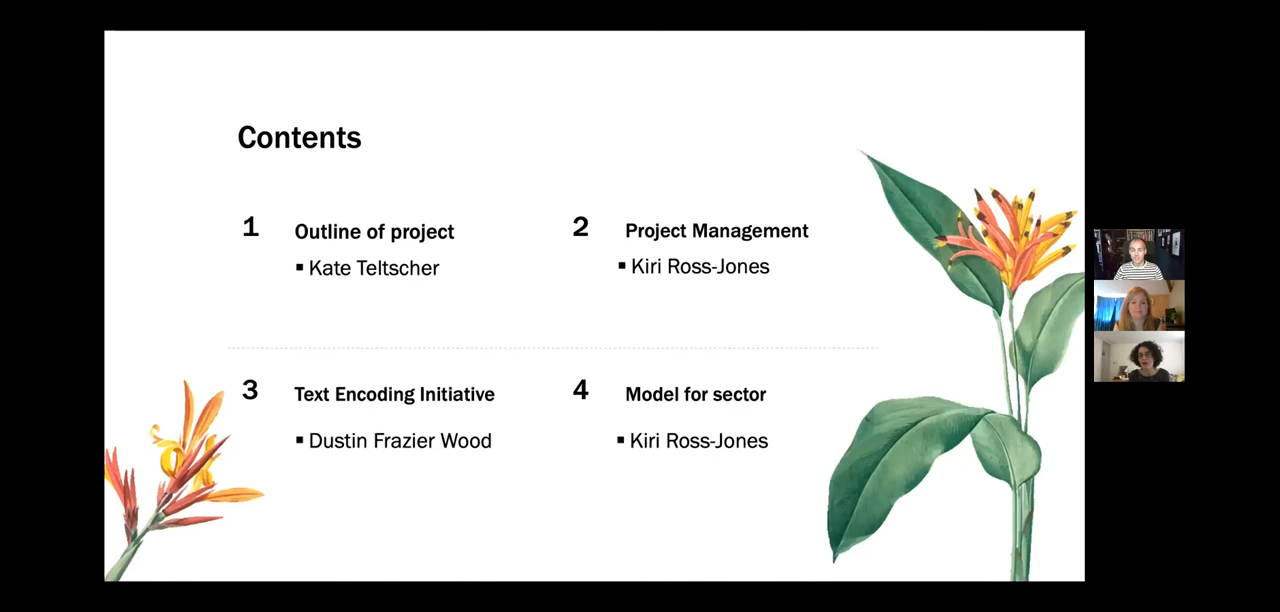 Contents
1 Outline of project
▪ Kate Teltscher
2 Project Management
▪ Kiri Ross-Jones
3 Text Encoding Initiative
▪ Dustin Frazier Wood
4 Model for sector
▪ Kiri Ross-Jones